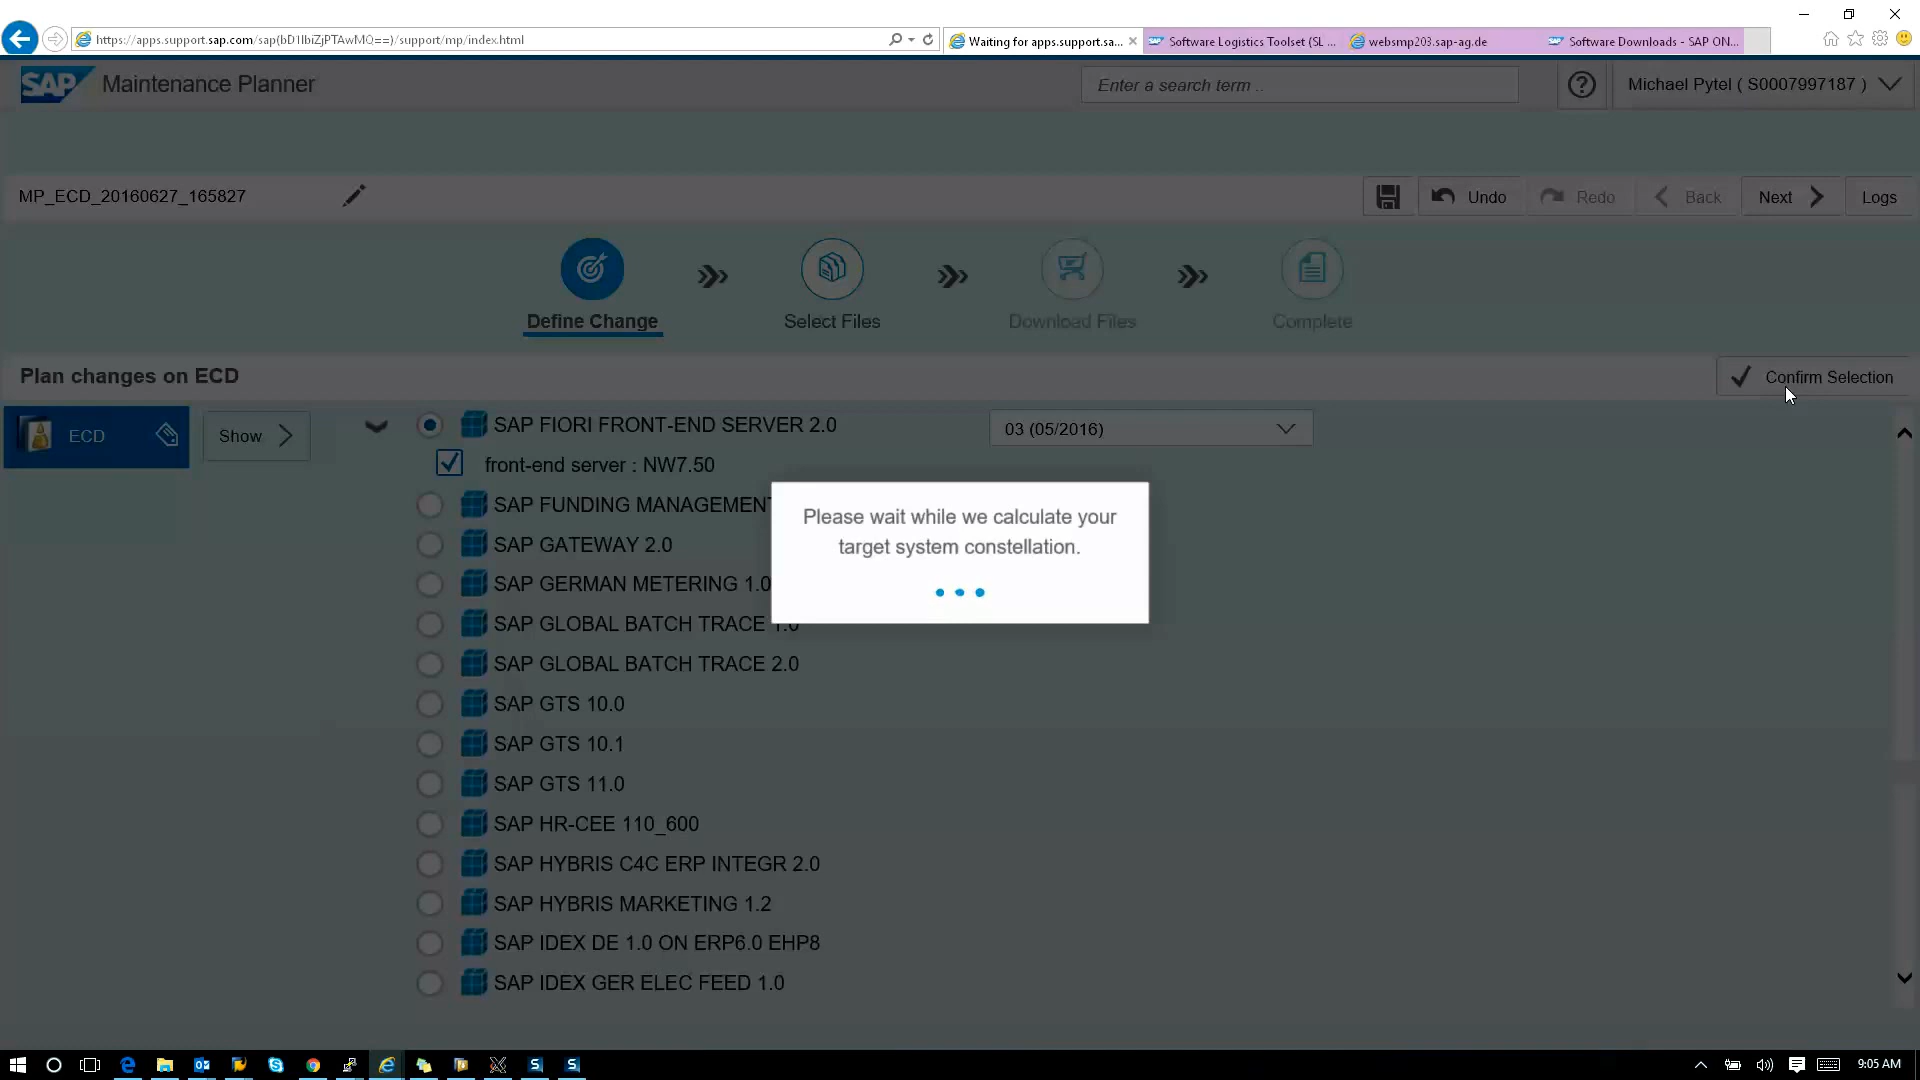 https://apps.support.sap.com/sap(bD1lbiZjPTAwMQ==)/support/mp/index.html
Waiting for apps.support.sa...
Software Logistics Toolset (SL ...
websmp203.sap-ag.de
Software Downloads - SAP ON...
SAP
Maintenance Planner
Enter a search term ..
Michael Pytel ( S0007997187 )
MP_ECD_20160627_165827
Undo
Redo
Back
Next
Logs
Define Change
Select Files
Download Files
Complete
Plan changes on ECD
Confirm Selection
ECD
Show
SAP FIORI FRONT-END SERVER 2.0
03 (05/2016)
front-end server : NW7.50
SAP FUNDING MANAGEMENT
SAP GATEWAY 2.0
SAP GERMAN METERING 1.0
SAP GLOBAL BATCH TRACE 1.0
SAP GLOBAL BATCH TRACE 2.0
SAP GTS 10.0
SAP GTS 10.1
SAP GTS 11.0
SAP HR-CEE 110_600
SAP HYBRIS C4C ERP INTEGR 2.0
SAP HYBRIS MARKETING 1.2
SAP IDEX DE 1.0 ON ERP6.0 EHP8
SAP IDEX GER ELEC FEED 1.0
Please wait while we calculate your
target system constellation.
9:05 AM